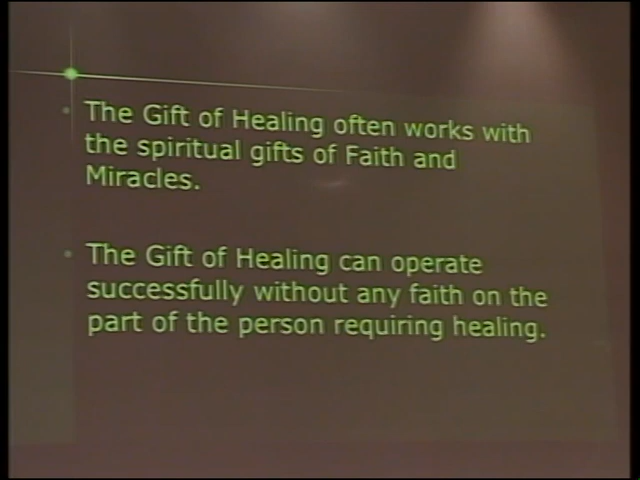 The Gift of Healing often works with
the spiritual gifts of Faith and
Miracles.
The Gift of Healing can operate
successfully without any faith on the
part of the person requiring healing.